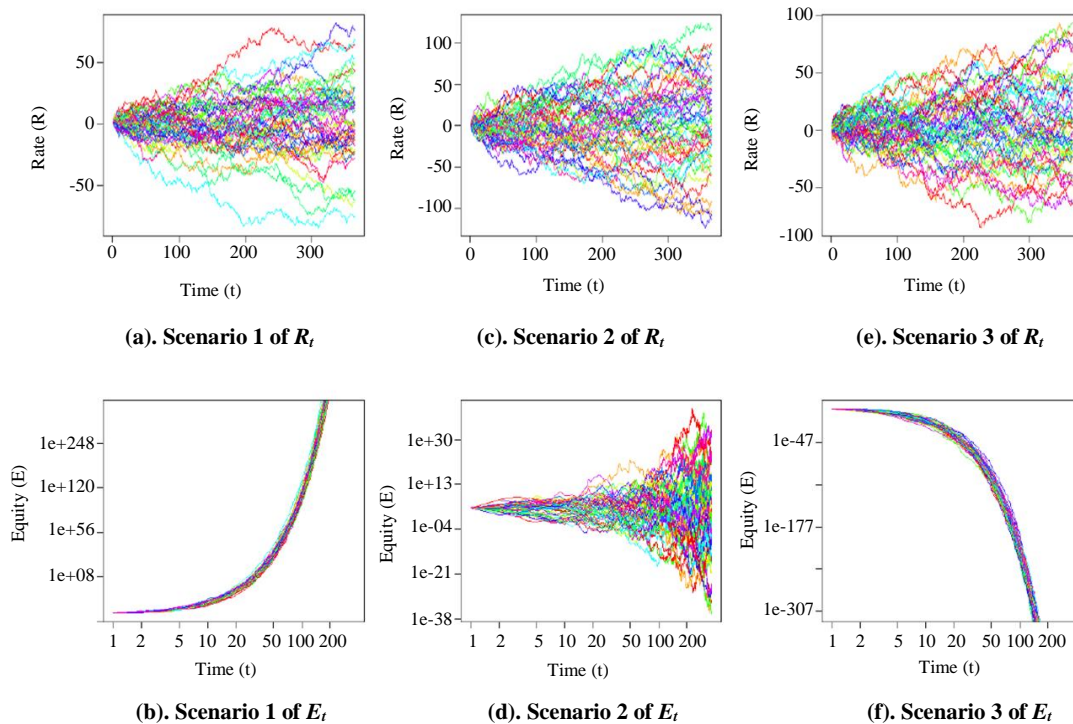 50
0
-50
Rate (R)
0 100 200 300
Time (t)
(a). Scenario 1 of Rt
100
50
0
-50
-100
Rate (R)
0 100 200 300
Time (t)
(c). Scenario 2 of Rt
100
50
0
-50
-100
Rate (R)
0 100 200 300
Time (t)
(e). Scenario 3 of Rt
1e+248
1e+120
1e+56
1e+08
Equity (E)
1 2 5 10 20 50 100 200
Time (t)
(b). Scenario 1 of Et
1e+30
1e+13
1e-04
1e-21
1e-38
Equity (E)
1 2 5 10 20 50 100 200
Time (t)
(d). Scenario 2 of Et
1e-47
1e-177
1e-307
Equity (E)
1 2 5 10 20 50 100 200
Time (t)
(f). Scenario 3 of Et